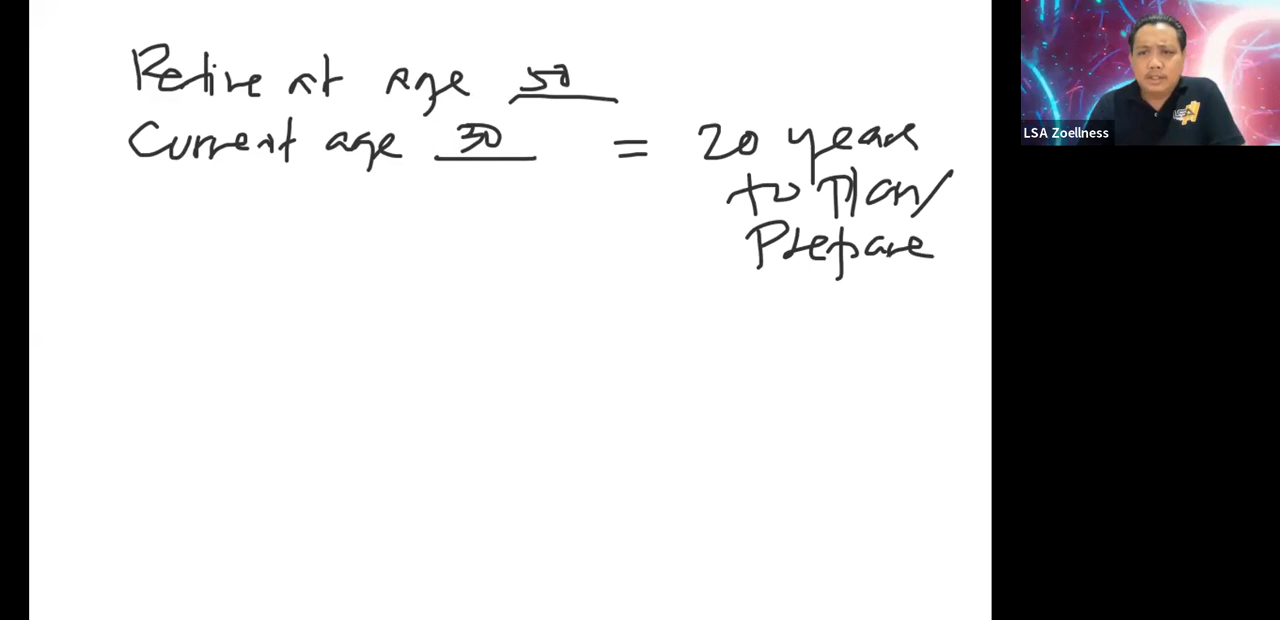 Retire at age 50
Current age 30 = 20 years
to Plan/
Prepare
LSA Zoellness